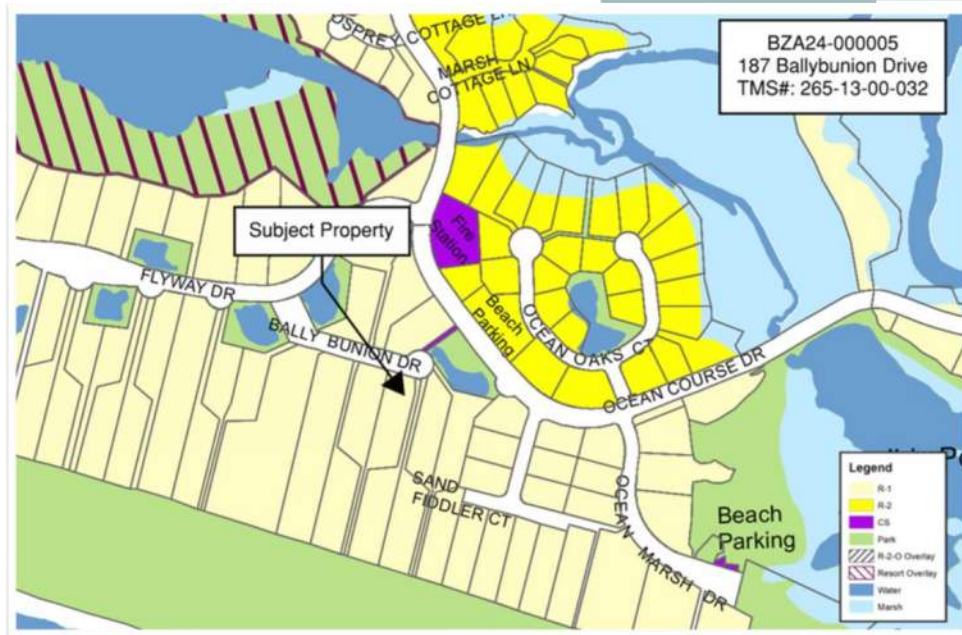 OSPREY COTTAGE LN
MARSH
COTTAGE LN
BZA24-000005
187 Ballybunion Drive
TMS#: 265-13-00-032
Subject Property
Fire
Station
FLYWAY DR
BALLY BUNION DR
Beach
Parking
OCEAN OAKS CT
OCEAN COURSE DR
SAND
FIDDLER CT
OCEAN MARSH DR
Beach
Parking
Legend
R-1
R-2
CS
Park
R-2-O Overlay
Resort Overlay
Water
Marsh